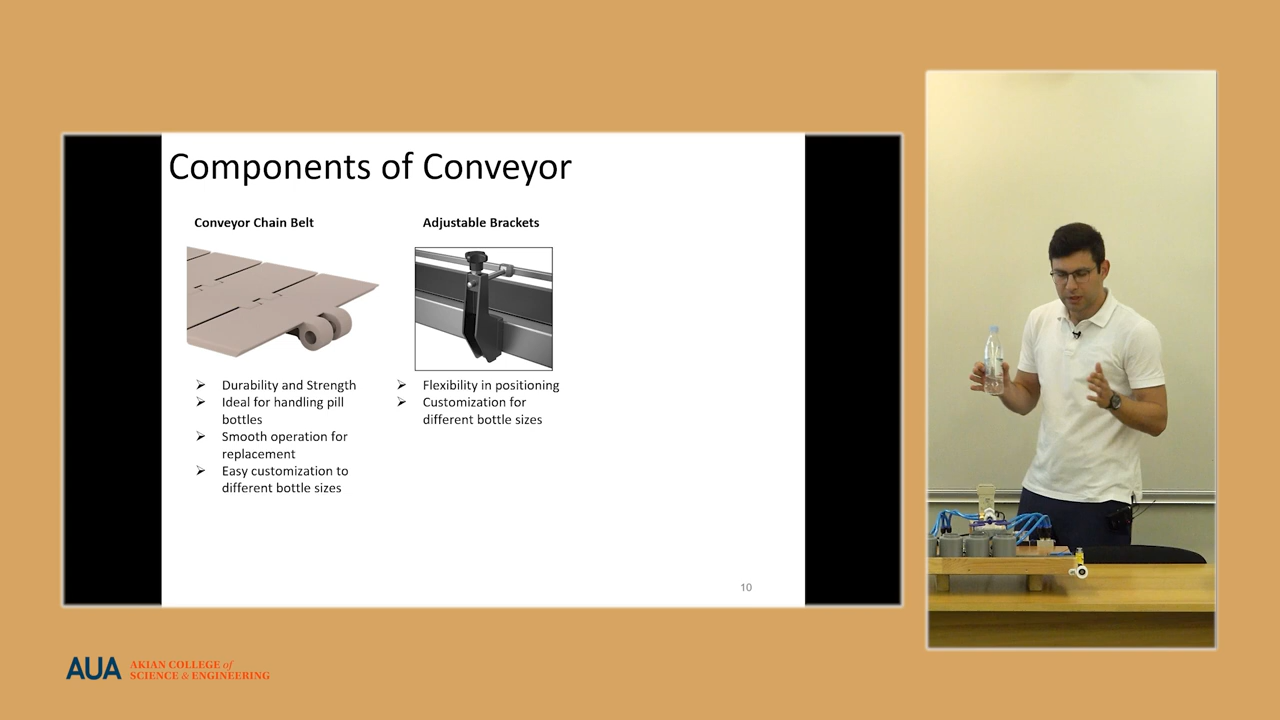 Components of Conveyor
Conveyor Chain Belt
Durability and Strength
Ideal for handling pill
bottles
Smooth operation for
replacement
Easy customization to
different bottle sizes
Adjustable Brackets
Flexibility in positioning
Customization for
different bottle sizes
10
AUA
AKIAN COLLEGE of
SCIENCE & ENGINEERING